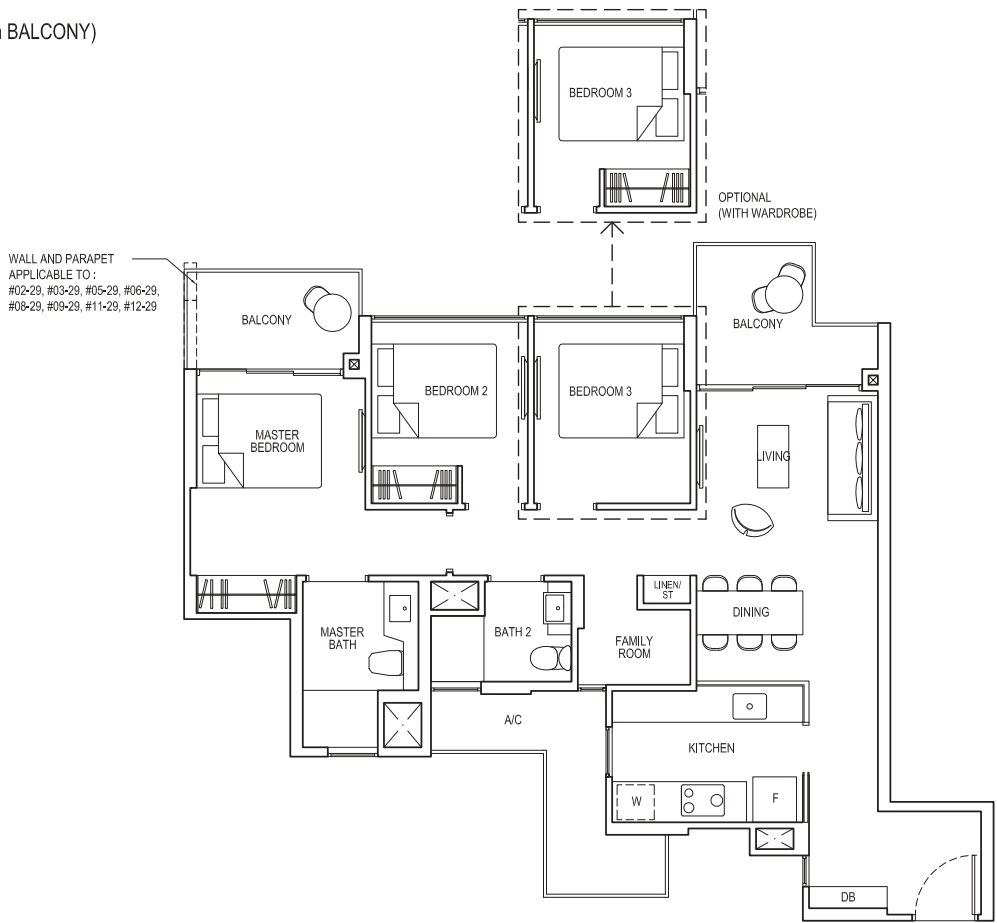 BALCONY)
BEDROOM 3
OPTIONAL
(WITH WARDROBE)
WALL AND PARAPET
APPLICABLE TO :
#02-29, #03-29, #05-29, #06-29,
#08-29, #09-29, #11-29, #12-29
BALCONY
BALCONY
BEDROOM 2
BEDROOM 3
MASTER
BEDROOM
LIVING
LINEN/
ST
DINING
MASTER
BATH
BATH 2
FAMILY
ROOM
A/C
KITCHEN
W
F
DB